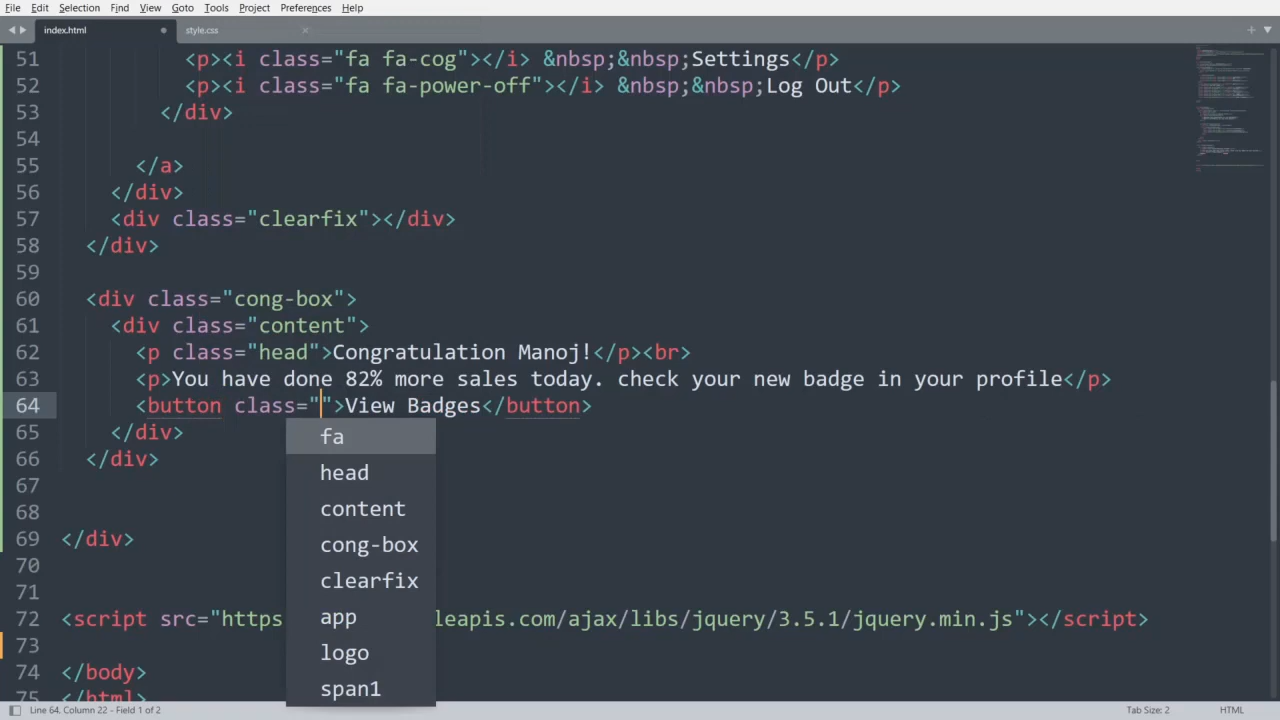 File Edit Selection Find View Goto Tools Project Preferences Help
index.html style.css
51 <p><i class="fa fa-cog"></i> &nbsp;&nbsp;Settings</p>
52 <p><i class="fa fa-power-off"></i> &nbsp;&nbsp;Log Out</p>
53 </div>
54
55 </a>
56 </div>
57 <div class="clearfix"></div>
58 </div>
59
60 <div class="cong-box">
61 <div class="content">
62 <p class="head">Congratulation Manoj!</p><br>
63 <p>You have done 82% more sales today. check your new badge in your profile</p>
64 <button class="">View Badges</button>
65 </div>
66 </div>
67
68
69 </div>
70
71
72 <script src="https leapis.com/ajax/libs/jquery/3.5.1/jquery.min.js"></script>
73
74 </body>
75 </html>
fa
head
content
cong-box
clearfix
app
logo
span1
Line 64, Column 22 - Field 1 of 2 Tab Size: 2 HTML